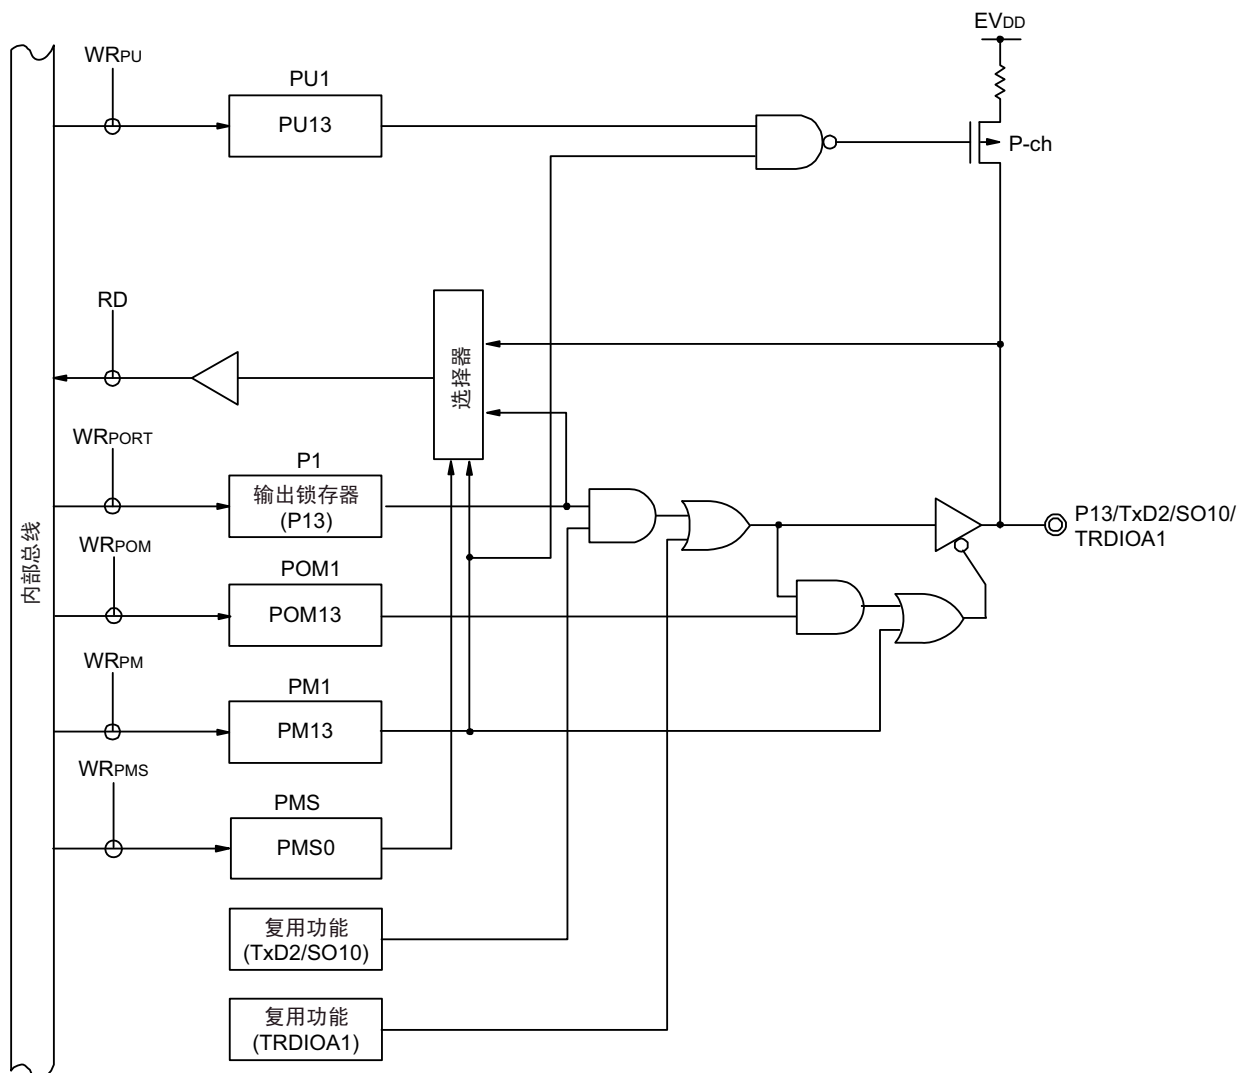 EVDD
WRPU
PU1
PU13
P-ch
RD
选择器
WRPORT
P1
输出锁存器
(P13)
P13/TxD2/SO10/
TRDIOA1
内部总线
WRPOM
POM1
POM13
WRPM
PM1
PM13
WRPMS
PMS
PMS0
复用功能
(TxD2/SO10)
复用功能
(TRDIOA1)